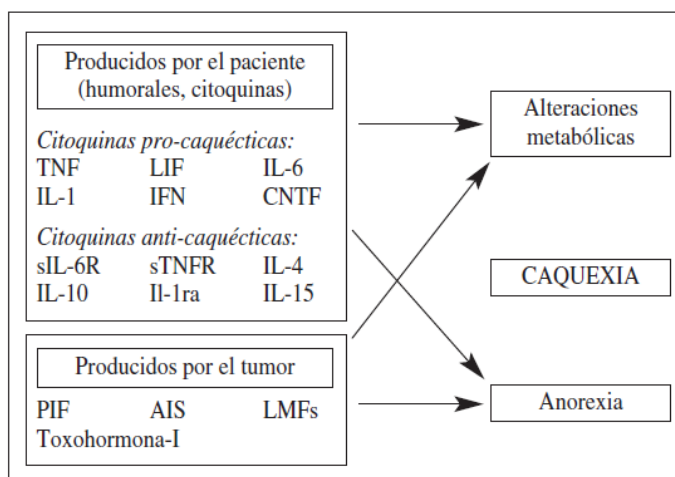 Producidos por el paciente
(humorales, citoquinas)
Citoquinas pro-caquécticas:
TNF LIF IL-6
IL-1 IFN CNTF
Citoquinas anti-caquécticas:
sIL-6R sTNFR IL-4
IL-10 Il-1ra IL-15
Producidos por el tumor
PIF AIS LMFs
Toxohormona-I
Alteraciones
metabólicas
CAQUEXIA
Anorexia